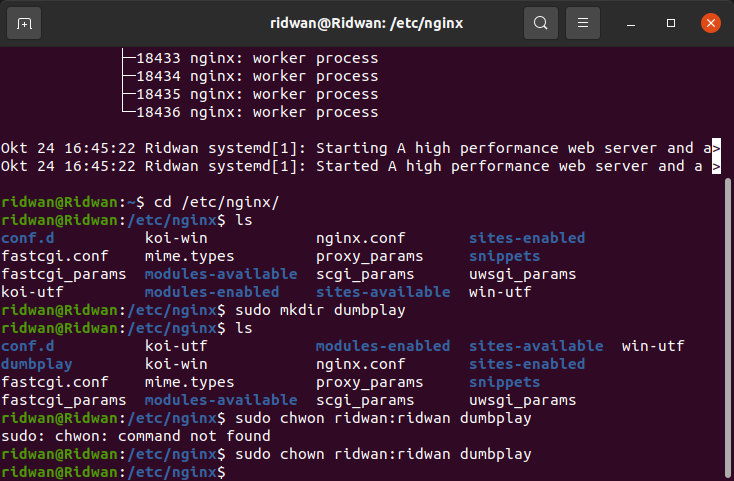 ridwan@Ridwan: /etc/nginx
├─18433 nginx: worker process
├─18434 nginx: worker process
├─18435 nginx: worker process
└─18436 nginx: worker process
Okt 24 16:45:22 Ridwan systemd[1]: Starting A high performance web server and a>
Okt 24 16:45:22 Ridwan systemd[1]: Started A high performance web server and a >
ridwan@Ridwan:~$ cd /etc/nginx/
ridwan@Ridwan:/etc/nginx$ ls
conf.d koi-win nginx.conf sites-enabled
fastcgi.conf mime.types proxy_params snippets
fastcgi_params modules-available scgi_params uwsgi_params
koi-utf modules-enabled sites-available win-utf
ridwan@Ridwan:/etc/nginx$ sudo mkdir dumbplay
ridwan@Ridwan:/etc/nginx$ ls
conf.d koi-utf modules-enabled sites-available win-utf
dumbplay koi-win nginx.conf sites-enabled
fastcgi.conf mime.types proxy_params snippets
fastcgi_params modules-available scgi_params uwsgi_params
ridwan@Ridwan:/etc/nginx$ sudo chwon ridwan:ridwan dumbplay
sudo: chwon: command not found
ridwan@Ridwan:/etc/nginx$ sudo chown ridwan:ridwan dumbplay
ridwan@Ridwan:/etc/nginx$